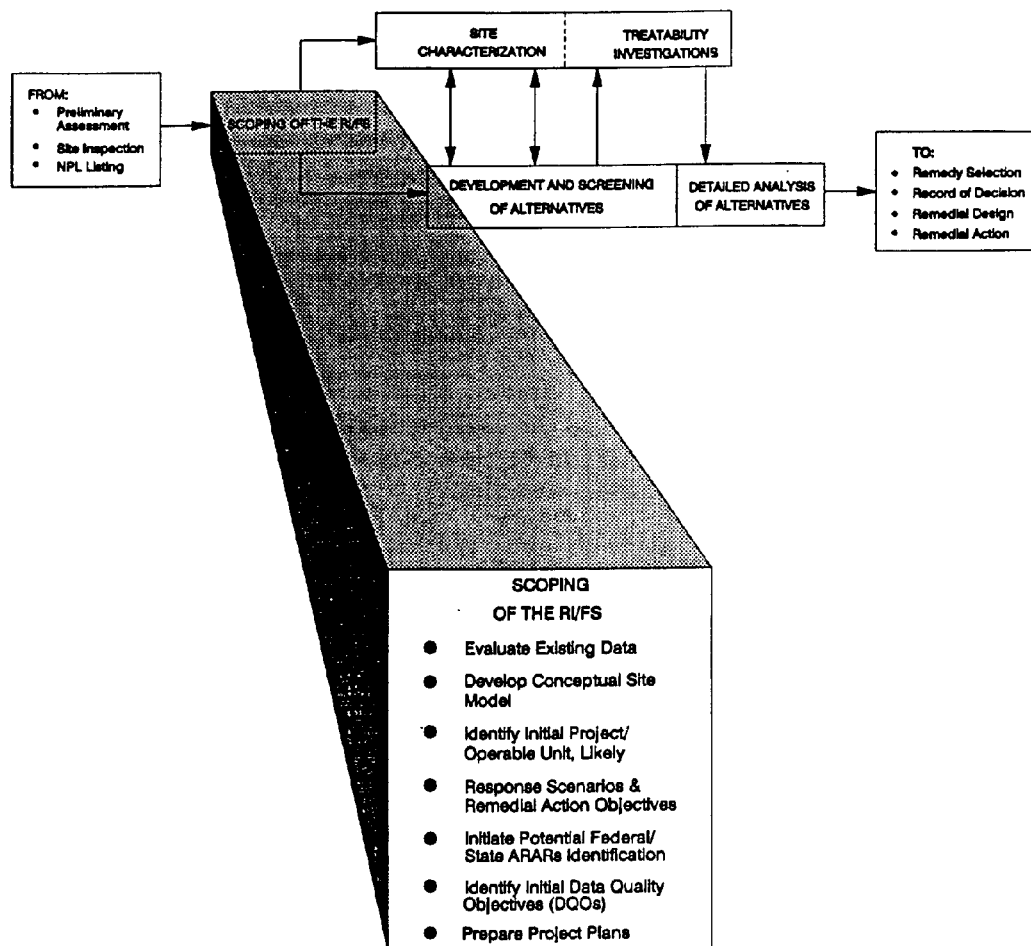 SITE
CHARACTERIZATION
TREATABILITY
INVESTIGATIONS
FROM:
• Preliminary
Assessment
• Site Inspection
• NPL Listing
SCOPING OF THE RI/FS
DEVELOPMENT AND SCREENING
OF ALTERNATIVES
DETAILED ANALYSIS
OF ALTERNATIVES
TO:
• Remedy Selection
• Record of Decision
• Remedial Design
• Remedial Action
SCOPING
OF THE RI/FS
• Evaluate Existing Data
• Develop Conceptual Site
Model
• Identify Initial Project/
Operable Unit, Likely
• Response Scenarios &
Remedial Action Objectives
• Initiate Potential Federal/
State ARARs Identification
• Identify Initial Data Quality
Objectives (DQOs)
• Prepare Project Plans